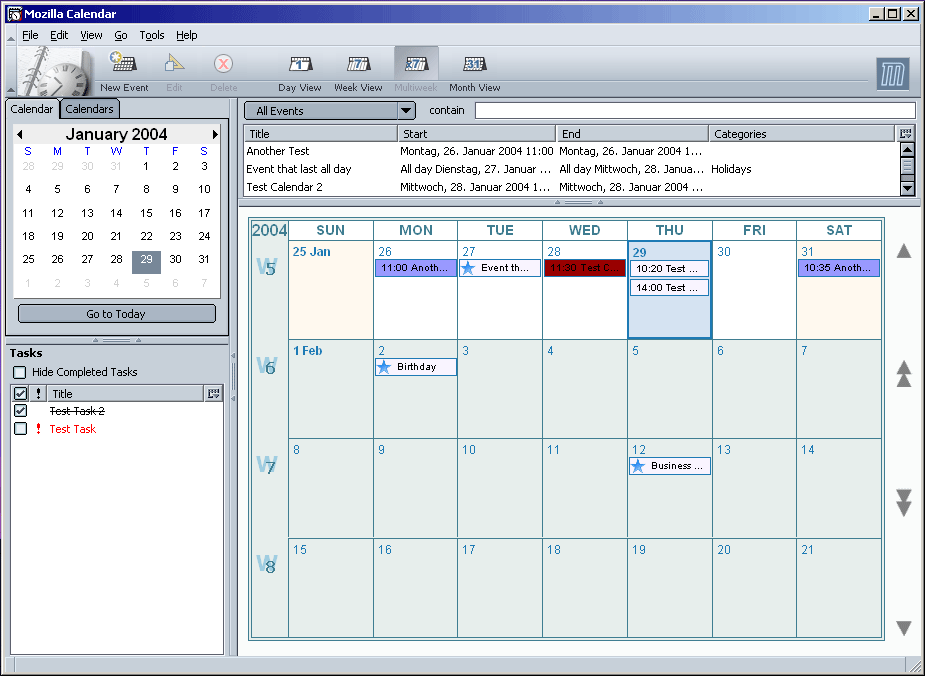 Mozilla Calendar
File Edit View Go Tools Help
New Event Edit Delete Day View Week View Multiweek Month View
Calendar Calendars
January 2004
S M T W T F S
28 29 30 31 1 2 3
4 5 6 7 8 9 10
11 12 13 14 15 16 17
18 19 20 21 22 23 24
25 26 27 28 29 30 31
1 2 3 4 5 6 7
Go to Today
Tasks
Hide Completed Tasks
! Title
Test Task 2
! Test Task
All Events contain
Title Start End Categories
Another Test Montag, 26. Januar 2004 11:00 Montag, 26. Januar 2004 1...
Event that last all day All day Dienstag, 27. Januar ... All day Mittwoch, 28. Janua... Holidays
Test Calendar 2 Mittwoch, 28. Januar 2004 1... Mittwoch, 28. Januar 2004 ...
2004 SUN MON TUE WED THU FRI SAT
W5 25 Jan 26 27 28 29 30 31
11:00 Anoth... Event th... 11:30 Test C... 10:20 Test ... 10:35 Anoth...
14:00 Test ...
W6 1 Feb 2 3 4 5 6 7
Birthday
W7 8 9 10 11 12 13 14
Business ...
W8 15 16 17 18 19 20 21